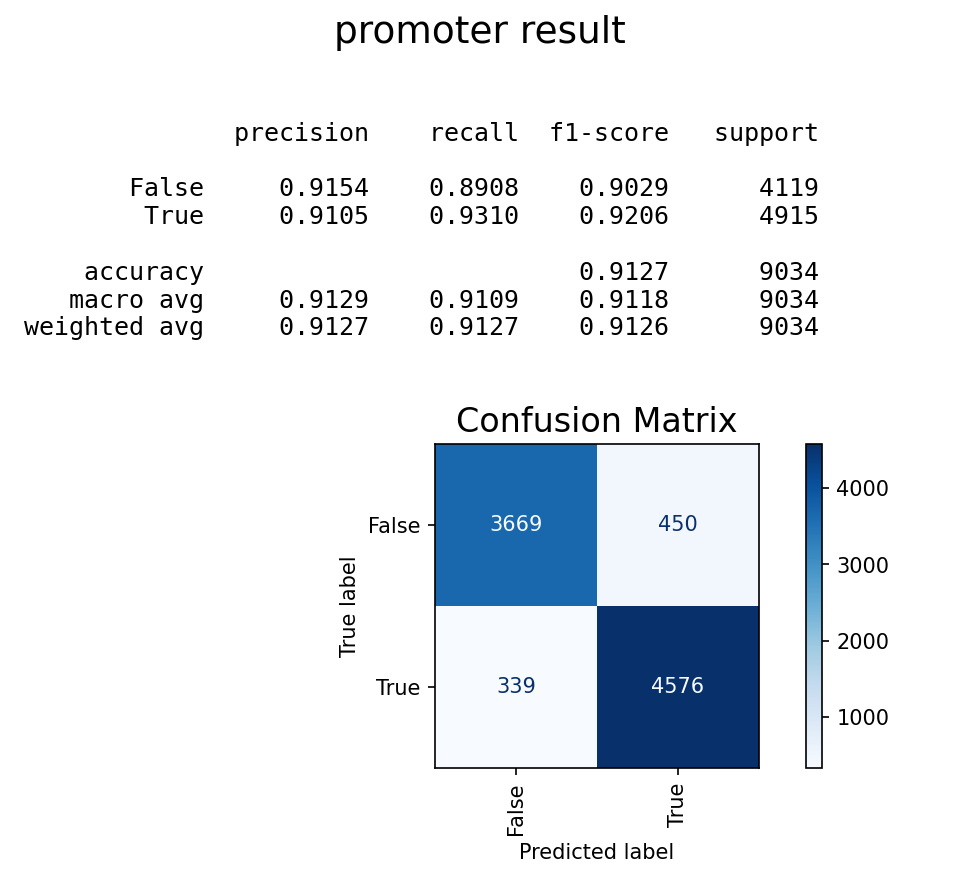 promoter result
precision recall f1-score support
False 0.9154 0.8908 0.9029 4119
True 0.9105 0.9310 0.9206 4915
accuracy 0.9127 9034
macro avg 0.9129 0.9109 0.9118 9034
weighted avg 0.9127 0.9127 0.9126 9034
Confusion Matrix
4000
False 3669 450
3000
True label
2000
True 339 4576
1000
False True
Predicted label